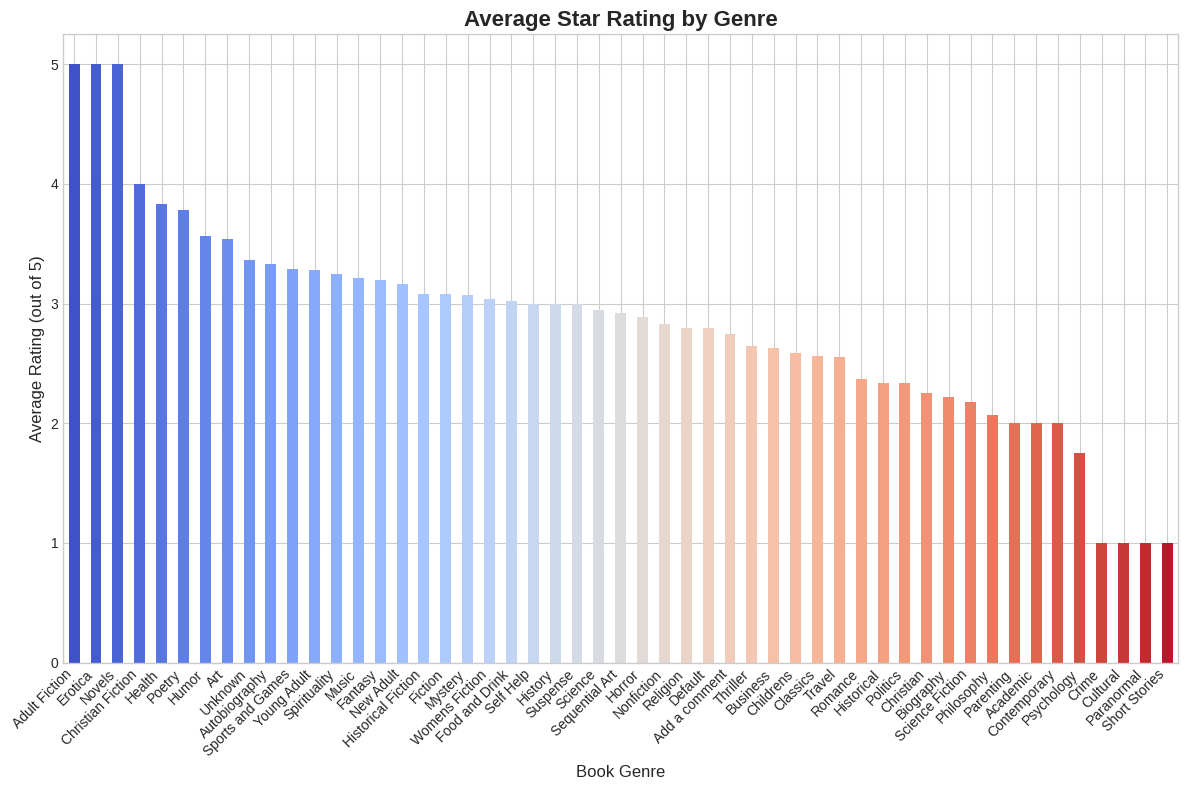 Average Star Rating by Genre
Average Rating (out of 5)
5
4
3
2
1
0
Adult Fiction
Erotica
Novels
Christian Fiction
Health
Poetry
Humor
Art
Unknown
Autobiography
Sports and Games
Young Adult
Spirituality
Music
Fantasy
New Adult
Historical Fiction
Fiction
Mystery
Womens Fiction
Food and Drink
Self Help
History
Suspense
Science
Sequential Art
Horror
Nonfiction
Religion
Default
Add a comment
Thriller
Business
Childrens
Classics
Travel
Romance
Historical
Politics
Christian
Biography
Science Fiction
Philosophy
Parenting
Academic
Contemporary
Psychology
Crime
Cultural
Paranormal
Short Stories
Book Genre